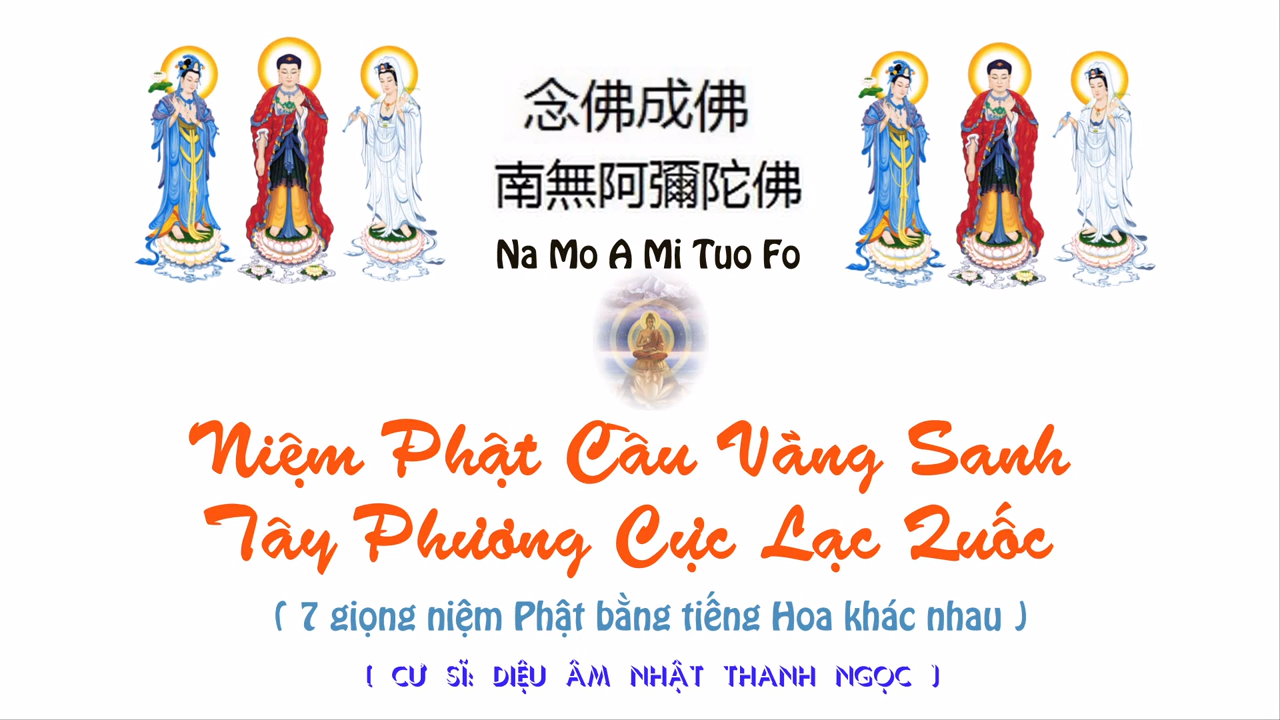 念佛成佛
南無阿彌陀佛
Na Mo A Mi Tuo Fo
Niệm Phật Cầu Vãng Sanh
Tây Phương Cực Lạc Quốc
( 7 giọng niệm Phật bằng tiếng Hoa khác nhau )
( CƯ SĨ: DIỆU ÂM NHẬT THANH NGỌC )